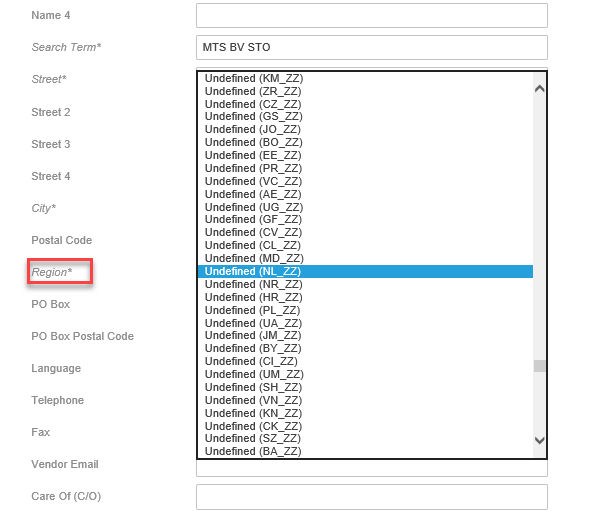 Name 4
Search Term* MTS BV STO
Street*
Undefined (KM_ZZ)
Undefined (ZR_ZZ)
Undefined (CZ_ZZ)
Street 2
Undefined (GS_ZZ)
Undefined (JO_ZZ)
Undefined (BO_ZZ)
Street 3
Undefined (EE_ZZ)
Undefined (PR_ZZ)
Street 4
Undefined (VC_ZZ)
Undefined (AE_ZZ)
City*
Undefined (UG_ZZ)
Undefined (GF_ZZ)
Undefined (CV_ZZ)
Postal Code
Undefined (CL_ZZ)
Undefined (MD_ZZ)
Region*
Undefined (NL_ZZ)
Undefined (NR_ZZ)
Undefined (HR_ZZ)
PO Box
Undefined (PL_ZZ)
Undefined (UA_ZZ)
PO Box Postal Code
Undefined (JM_ZZ)
Undefined (BY_ZZ)
Undefined (CI_ZZ)
Language
Undefined (UM_ZZ)
Undefined (SH_ZZ)
Telephone
Undefined (VN_ZZ)
Undefined (KN_ZZ)
Undefined (CK_ZZ)
Fax
Undefined (SZ_ZZ)
Undefined (BA_ZZ)
Vendor Email
Care Of (C/O)